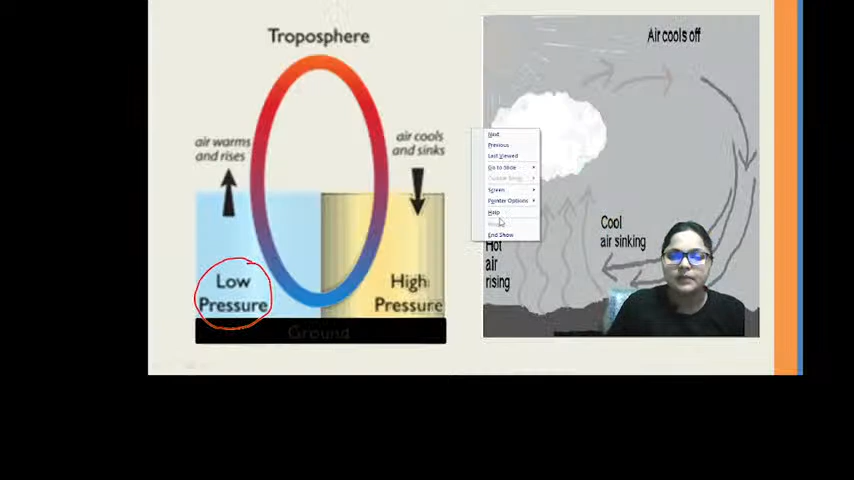 Troposphere
air warms
and rises
air cools
and sinks
Low
Pressure
High
Pressure
Ground
Air cools off
Next
Previous
Last Viewed
Go to Slide
Screen
Pointer Options
Help
End Show
Cool
air sinking
Hot
air
rising